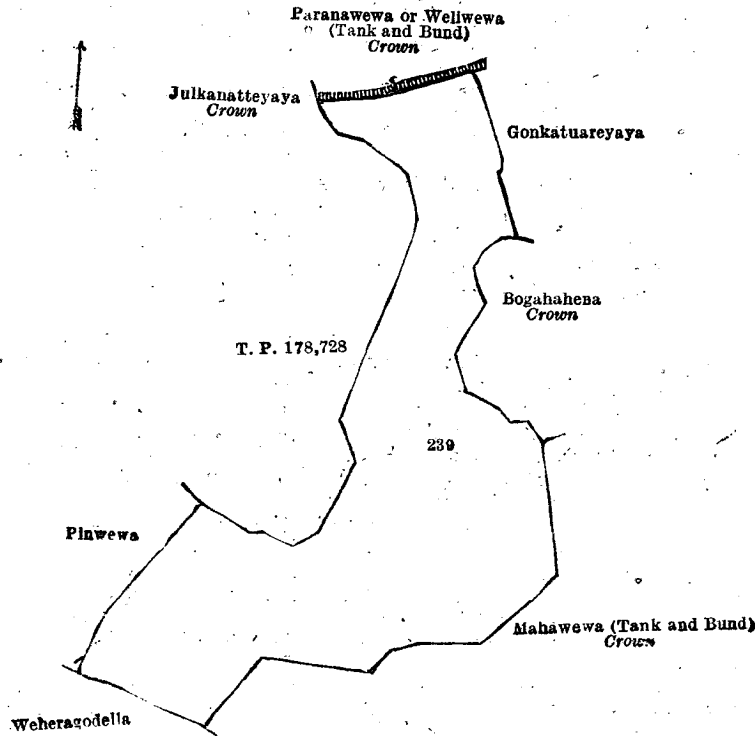 Paranawewa or Weliwewa
(Tank and Bund)
Crown
Julkanatteyaya
Crown
Gonkatuareyaya
Bogahahena
Crown
T. P. 178,728
239
Pinwewa
Mahawewa (Tank and Bund)
Crown
Weheragodella